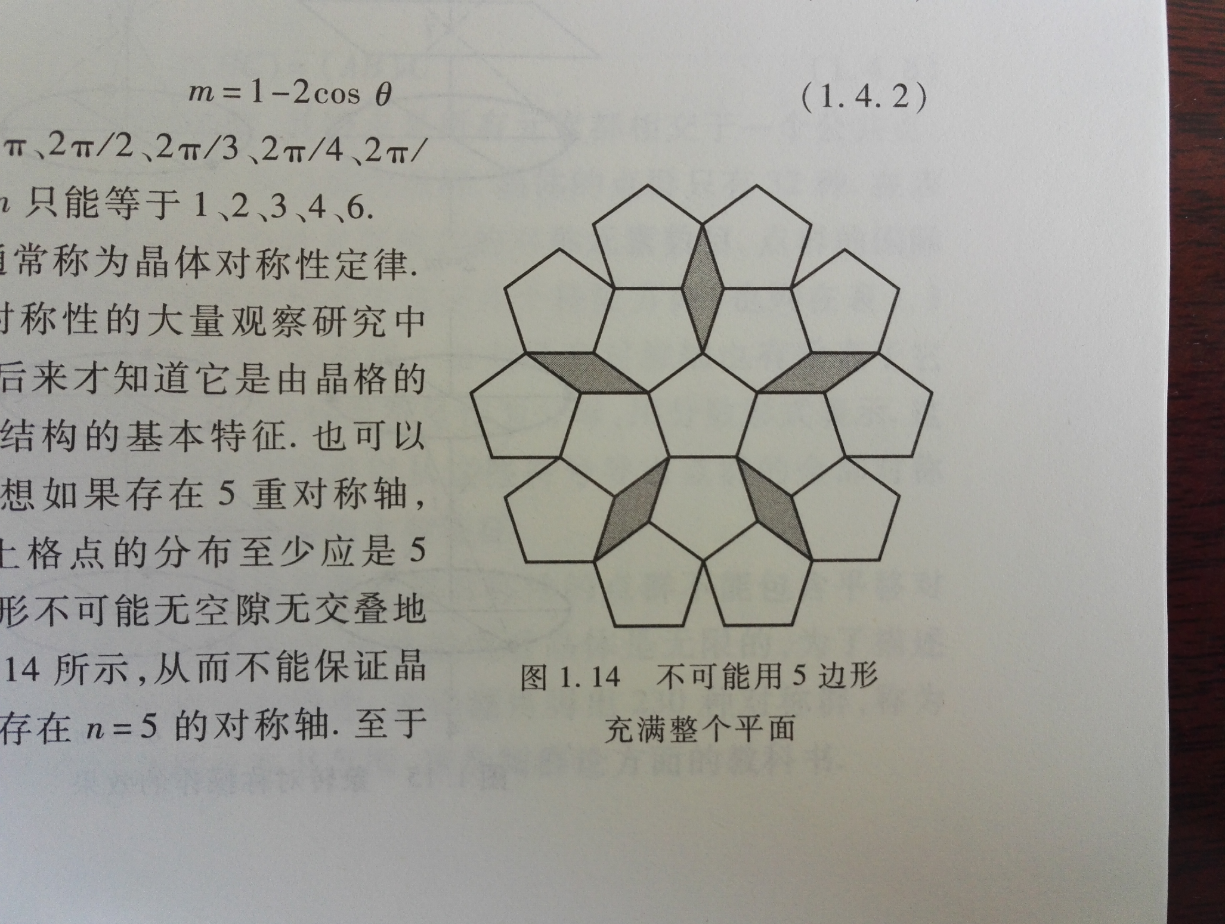 m=1-2cos θ (1.4.2)
π、2π/2、2π/3、2π/4、2π/
只能等于 1、2、3、4、6.
通常称为晶体对称性定律.
对称性的大量观察研究中
后来才知道它是由晶格的
结构的基本特征. 也可以
想如果存在 5 重对称轴,
上格点的分布至少应是 5
形不可能无空隙无交叠地
14 所示,从而不能保证晶
存在 n=5 的对称轴. 至于
图 1.14 不可能用 5 边形
充满整个平面